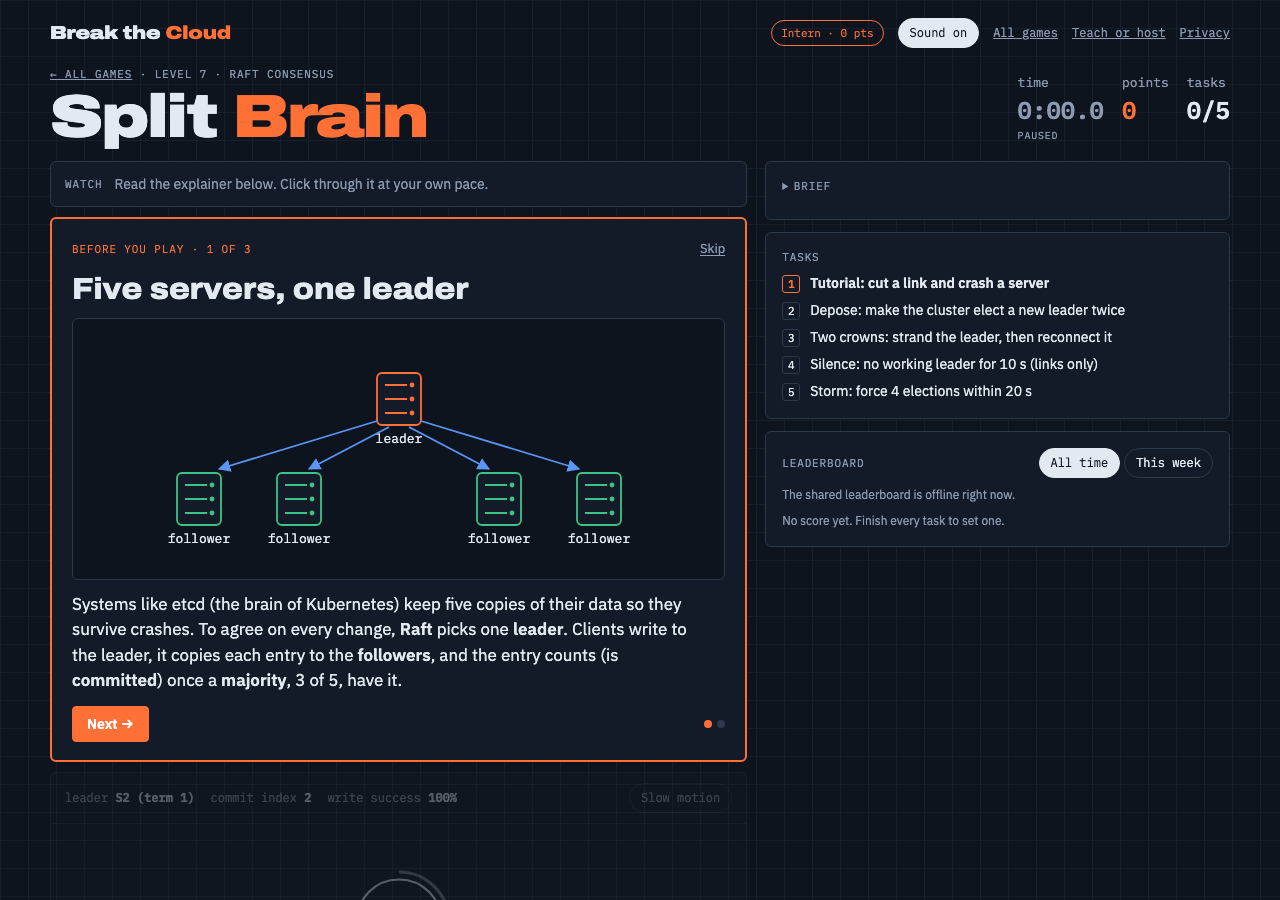 Break the Cloud
Intern · 0 pts
Sound on
All games
Teach or host
Privacy
← ALL GAMES · LEVEL 7 · RAFT CONSENSUS
Split Brain
time
0:00.0
PAUSED
points
0
tasks
0/5
WATCH Read the explainer below. Click through it at your own pace.
BEFORE YOU PLAY · 1 OF 3
Skip
Five servers, one leader
leader
follower
follower
follower
follower
Systems like etcd (the brain of Kubernetes) keep five copies of their data so they
survive crashes. To agree on every change, Raft picks one leader. Clients write to
the leader, it copies each entry to the followers, and the entry counts (is
committed) once a majority, 3 of 5, have it.
Next →
leader S2 (term 1) commit index 2 write success 100%
Slow motion
▶ BRIEF
TASKS
1 Tutorial: cut a link and crash a server
2 Depose: make the cluster elect a new leader twice
3 Two crowns: strand the leader, then reconnect it
4 Silence: no working leader for 10 s (links only)
5 Storm: force 4 elections within 20 s
LEADERBOARD
All time
This week
The shared leaderboard is offline right now.
No score yet. Finish every task to set one.